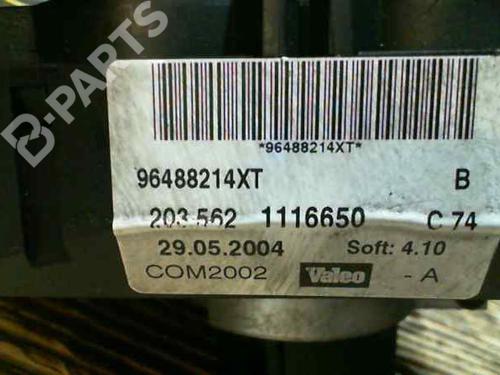 B-PARTS
*96488214XT*
96488214XT B
203 562 1116650 C 74
29.05.2004 Soft: 4.10
COM2002 Valeo - A